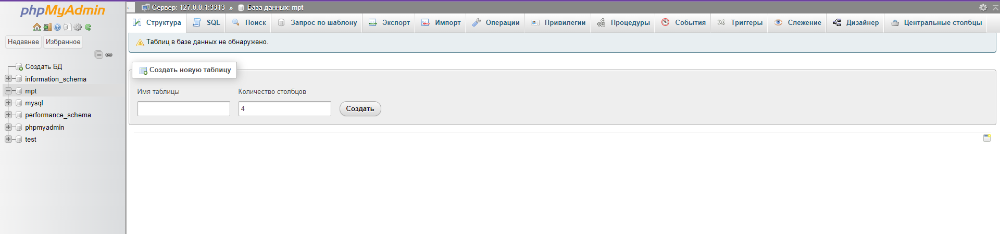 phpMyAdmin
Недавнее Избранное
Создать БД
information_schema
mpt
mysql
performance_schema
phpmyadmin
test
Сервер: 127.0.0.1:3313 » База данных: mpt
Структура SQL Поиск Запрос по шаблону Экспорт Импорт Операции Привилегии Процедуры События Триггеры Слежение Дизайнер Центральные столбцы
Таблиц в базе данных не обнаружено.
Создать новую таблицу
Имя таблицы Количество столбцов
4 Создать